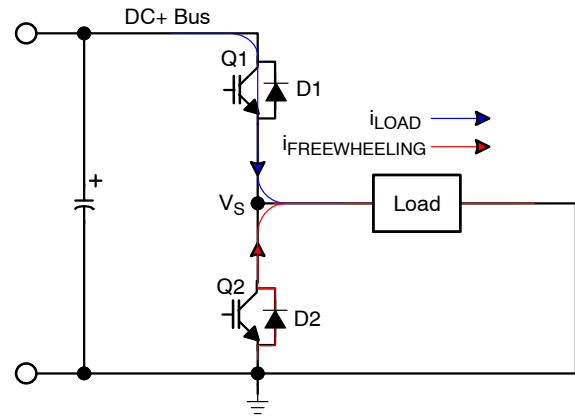 DC+ Bus
Q1
D1
iLOAD
iFREEWHEELING
+
VS
Load
Q2
D2